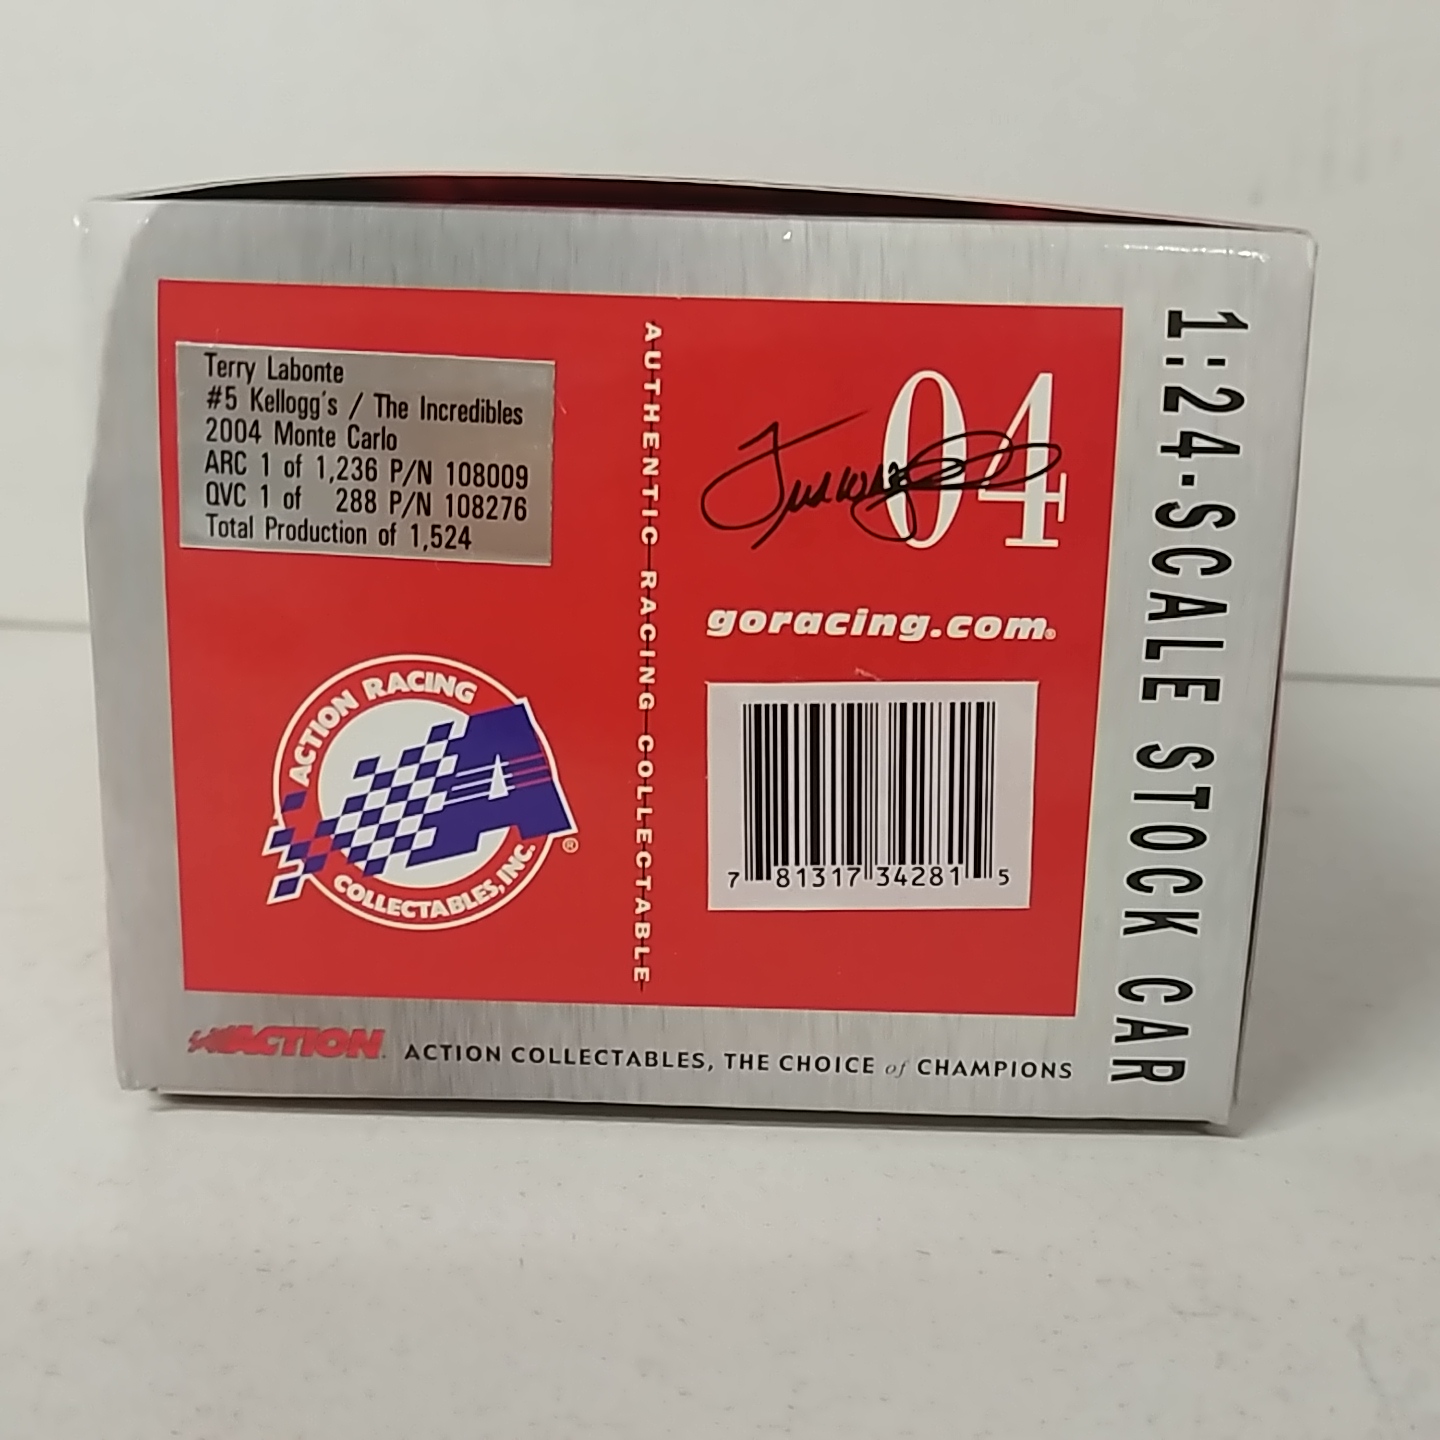 Terry Labonte
#5 Kellogg's / The Incredibles
2004 Monte Carlo
ARC 1 of 1,236 P/N 108009
QVC 1 of 288 P/N 108276
Total Production of 1,524
ACTION RACING
COLLECTABLES, INC.
®
AUTHENTIC RACING COLLECTABLE
04
goracing.com®
7 81317 34281 5
1:24-SCALE STOCK CAR
ACTION
ACTION COLLECTABLES, THE CHOICE of CHAMPIONS